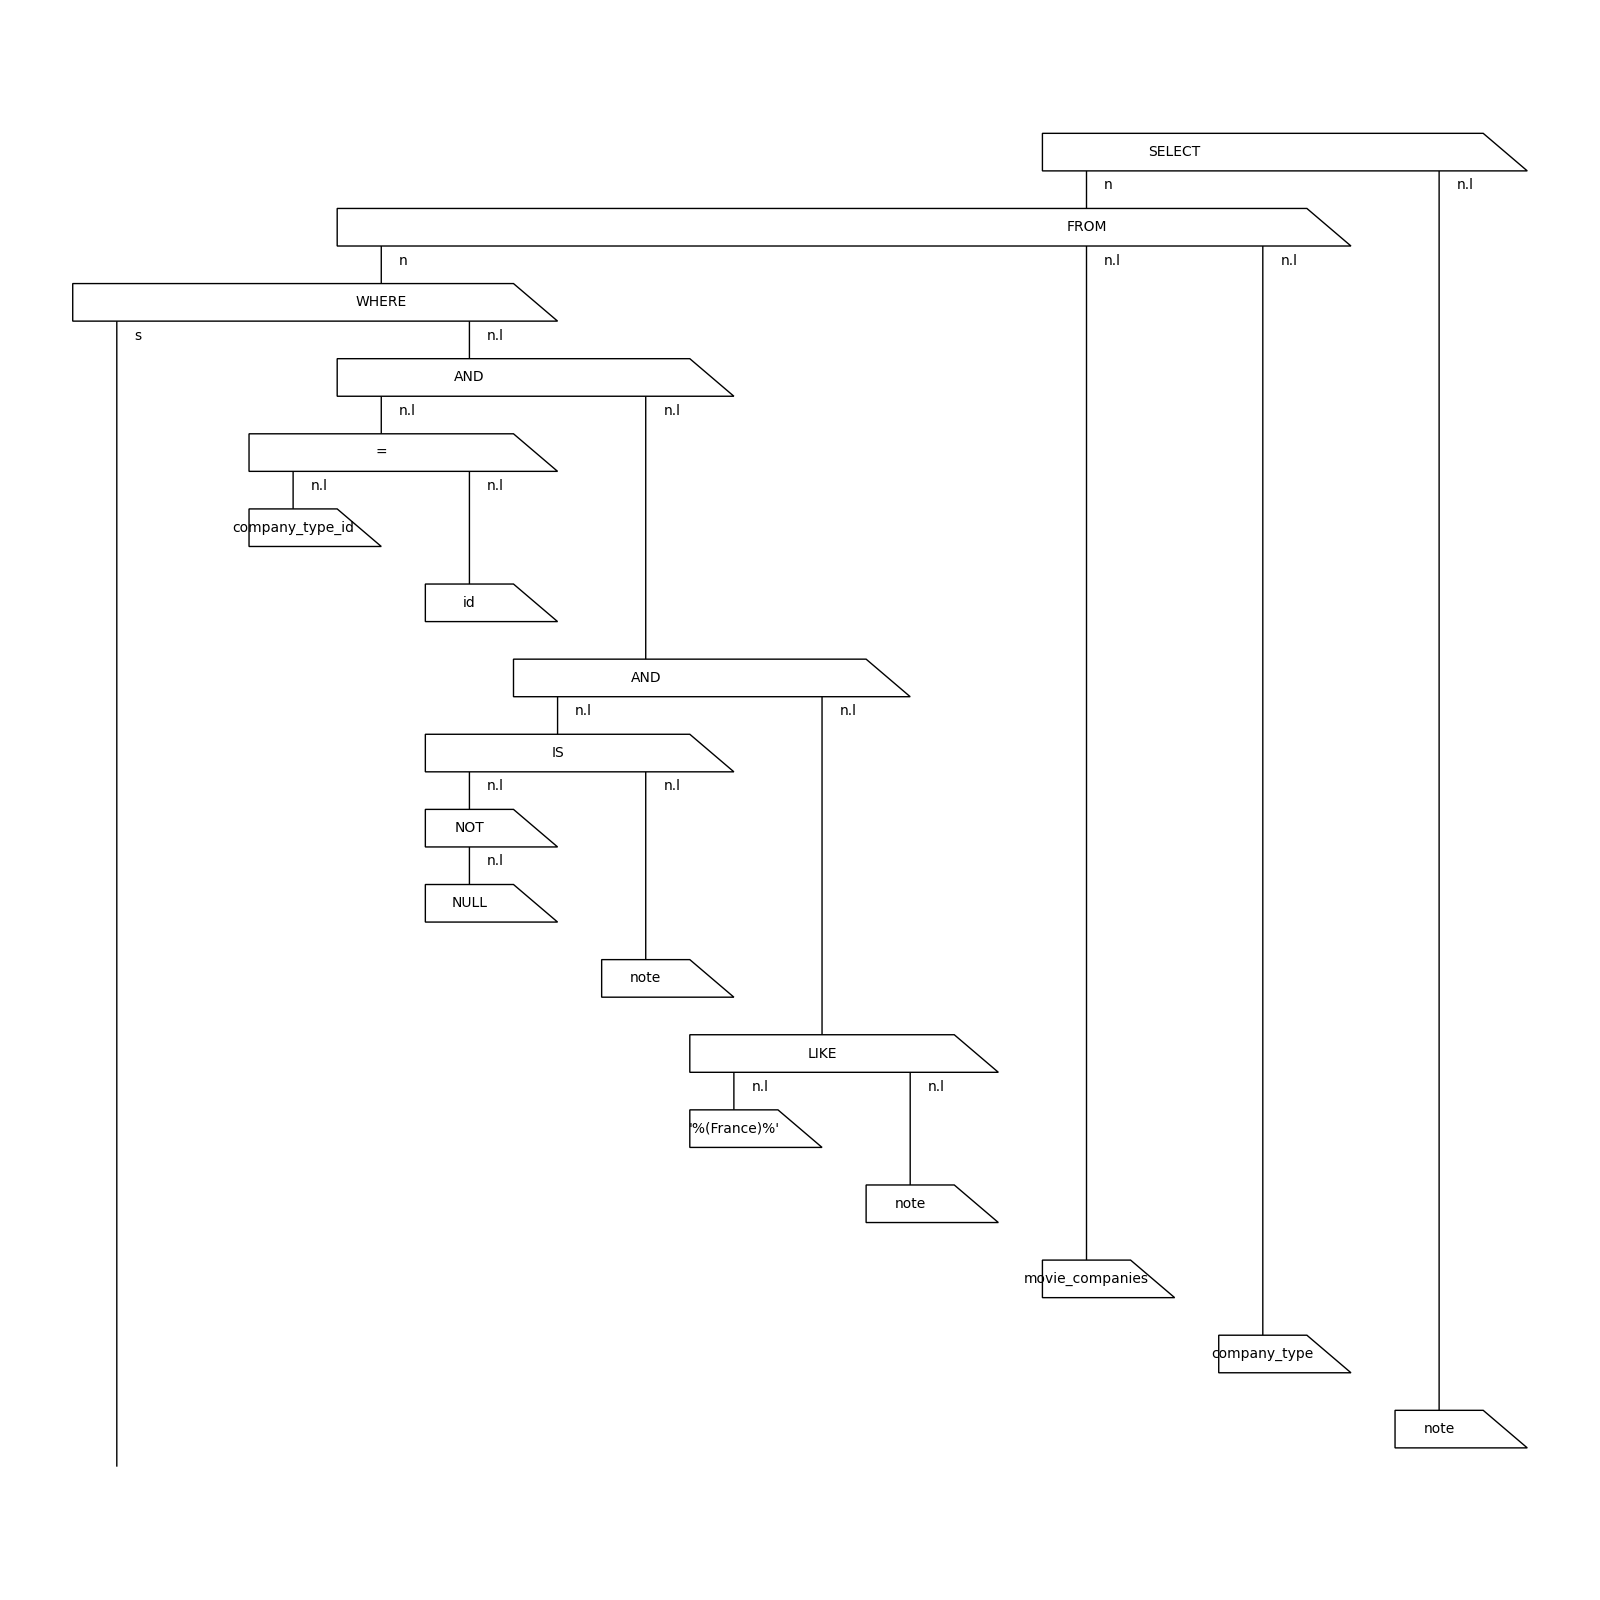 SELECT
n n.l
FROM
n n.l n.l
WHERE
s n.l
AND
n.l n.l
=
n.l n.l
company_type_id
id
AND
n.l n.l
IS
n.l n.l
NOT
n.l
NULL
note
LIKE
n.l n.l
'%(France)%'
note
movie_companies
company_type
note